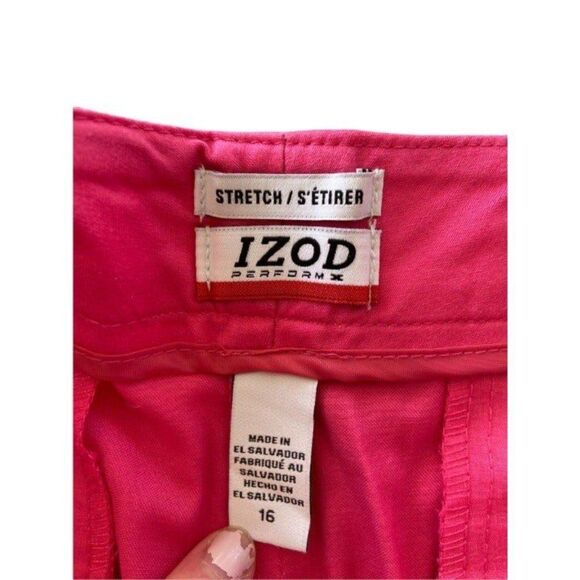 STRETCH / S'ÉTIRER
IZOD
PERFORM X
MADE IN
EL SALVADOR
FABRIQUÉ AU
SALVADOR
HECHO EN
EL SALVADOR
16